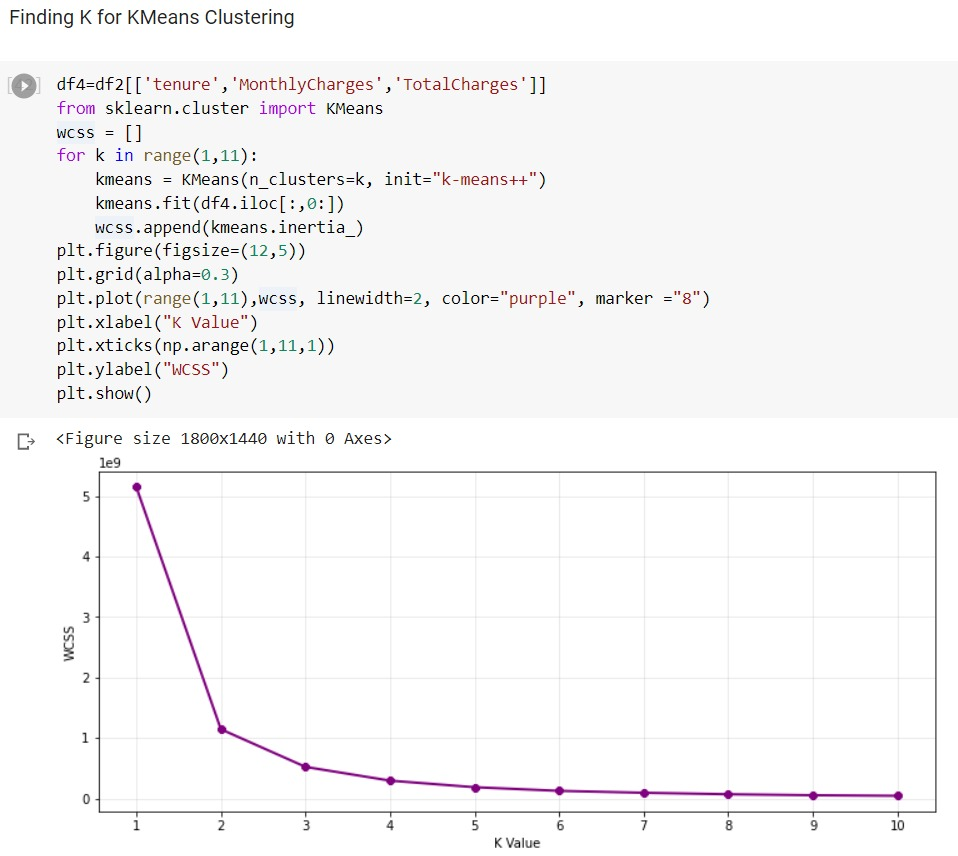 Finding K for KMeans Clustering
df4=df2[['tenure','MonthlyCharges','TotalCharges']]
from sklearn.cluster import KMeans
wcss = []
for k in range(1,11):
    kmeans = KMeans(n_clusters=k, init="k-means++")
    kmeans.fit(df4.iloc[:,0:])
    wcss.append(kmeans.inertia_)
plt.figure(figsize=(12,5))
plt.grid(alpha=0.3)
plt.plot(range(1,11),wcss, linewidth=2, color="purple", marker ="8")
plt.xlabel("K Value")
plt.xticks(np.arange(1,11,1))
plt.ylabel("WCSS")
plt.show()
<Figure size 1800x1440 with 0 Axes>
1e9
5
4
3
2
1
0
WCSS
1 2 3 4 5 6 7 8 9 10
K Value